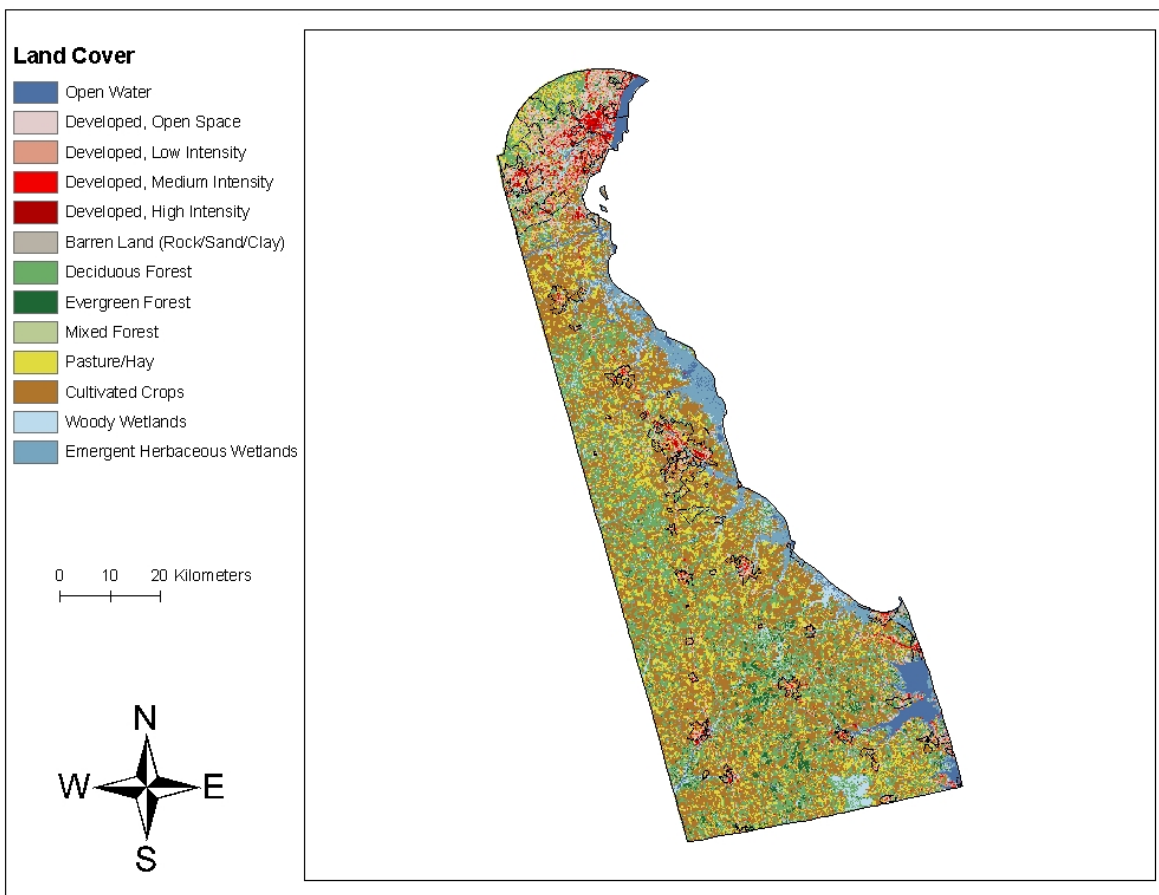 Land Cover
Open Water
Developed, Open Space
Developed, Low Intensity
Developed, Medium Intensity
Developed, High Intensity
Barren Land (Rock/Sand/Clay)
Deciduous Forest
Evergreen Forest
Mixed Forest
Pasture/Hay
Cultivated Crops
Woody Wetlands
Emergent Herbaceous Wetlands
0 10 20 Kilometers
N
W E
S